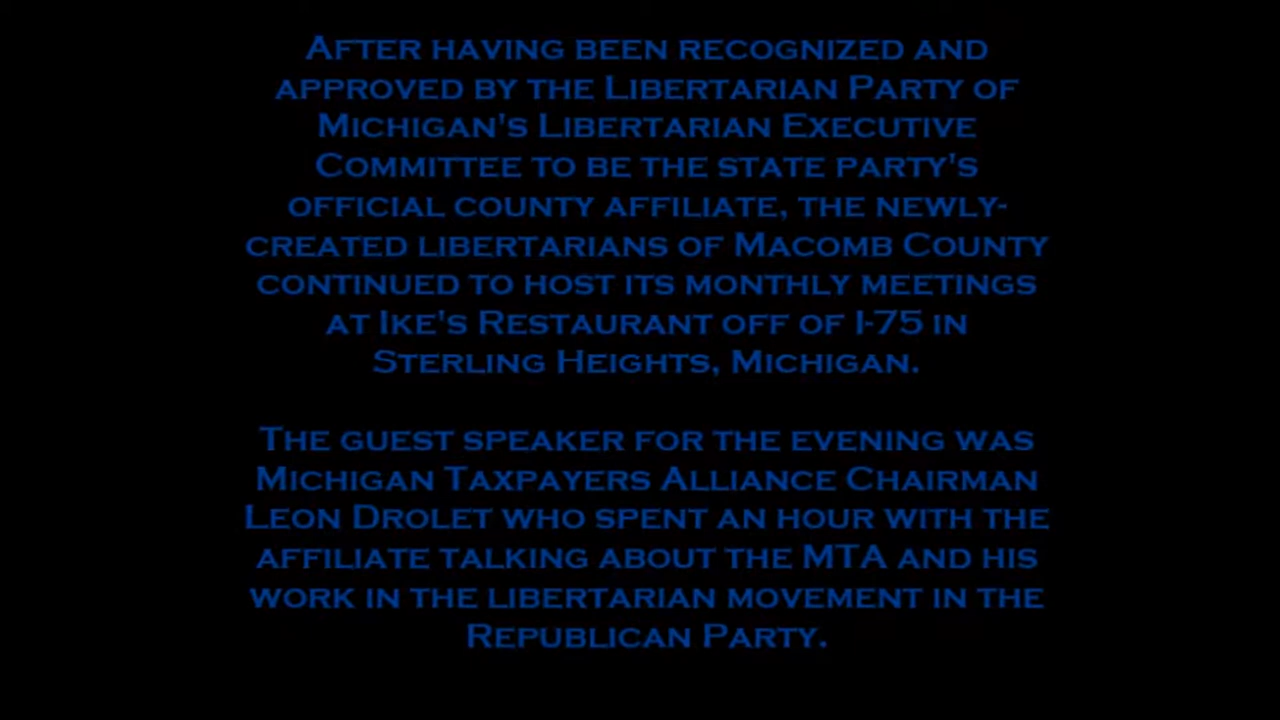 After having been recognized and
approved by the Libertarian Party of
Michigan's Libertarian Executive
Committee to be the state party's
official county affiliate, the newly-
created libertarians of Macomb County
continued to host its monthly meetings
at Ike's Restaurant off of I-75 in
Sterling Heights, Michigan.
The guest speaker for the evening was
Michigan Taxpayers Alliance Chairman
Leon Drolet who spent an hour with the
affiliate talking about the MTA and his
work in the libertarian movement in the
Republican Party.